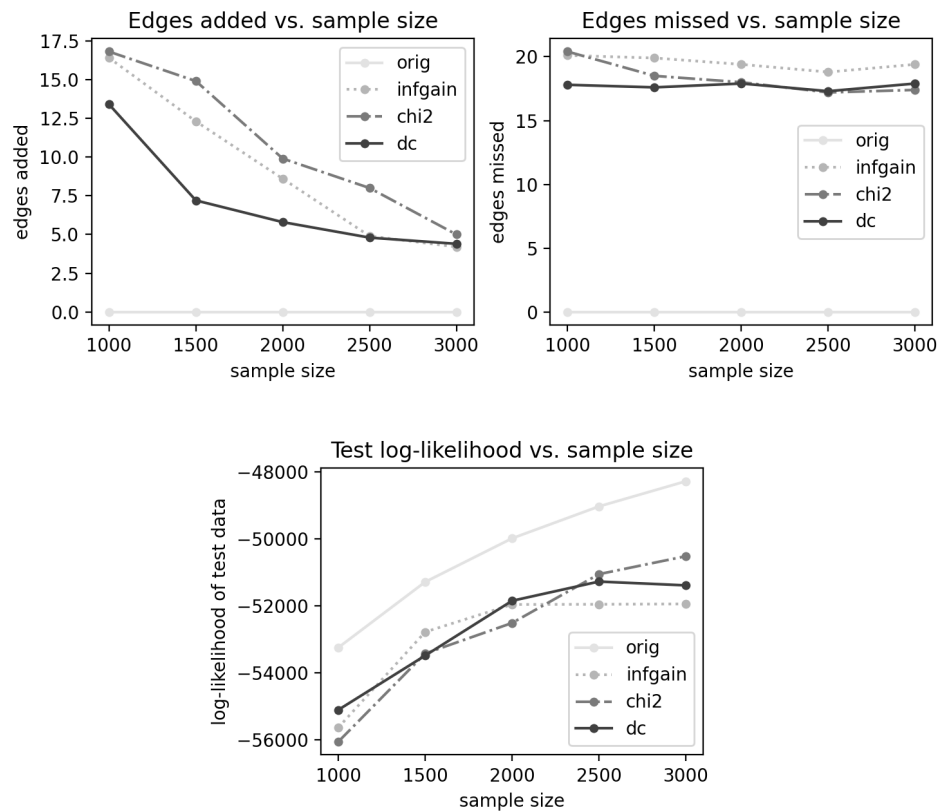 Edges added vs. sample size
17.5
15.0
12.5
10.0
7.5
5.0
2.5
0.0
edges added
1000 1500 2000 2500 3000
sample size
orig
infgain
chi2
dc
Edges missed vs. sample size
20
15
10
5
0
edges missed
1000 1500 2000 2500 3000
sample size
orig
infgain
chi2
dc
Test log-likelihood vs. sample size
−48000
−50000
−52000
−54000
−56000
log-likelihood of test data
1000 1500 2000 2500 3000
sample size
orig
infgain
chi2
dc